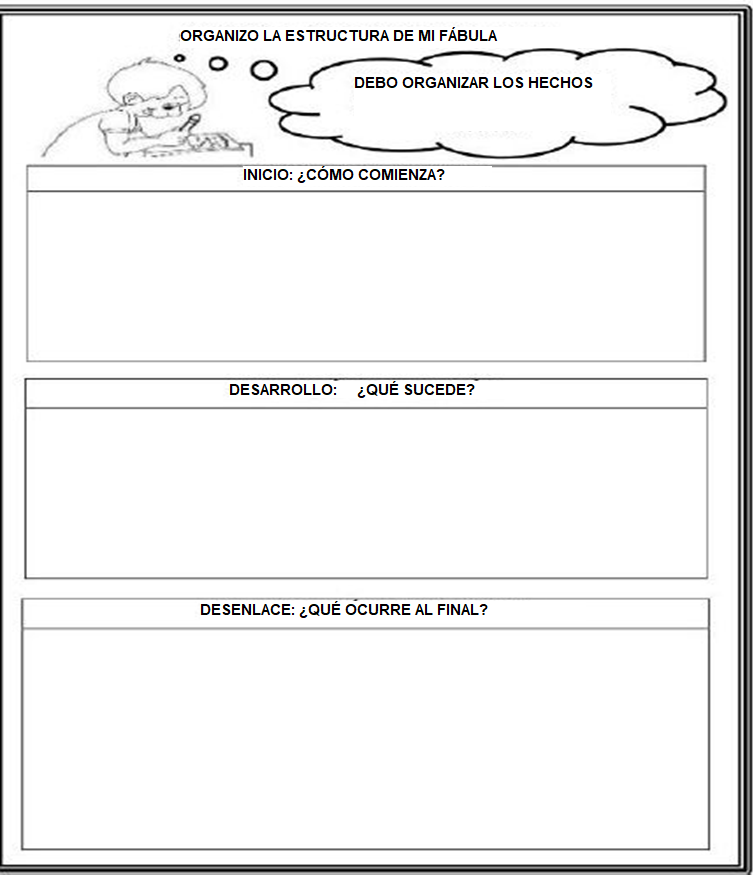 ORGANIZO LA ESTRUCTURA DE MI FÁBULA
DEBO ORGANIZAR LOS HECHOS
INICIO: ¿CÓMO COMIENZA?
DESARROLLO: ¿QUÉ SUCEDE?
DESENLACE: ¿QUÉ OCURRE AL FINAL?